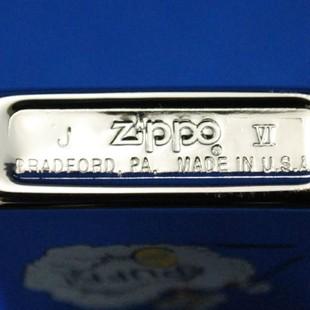 J Zippo® VI
BRADFORD, PA. MADE IN U.S.A